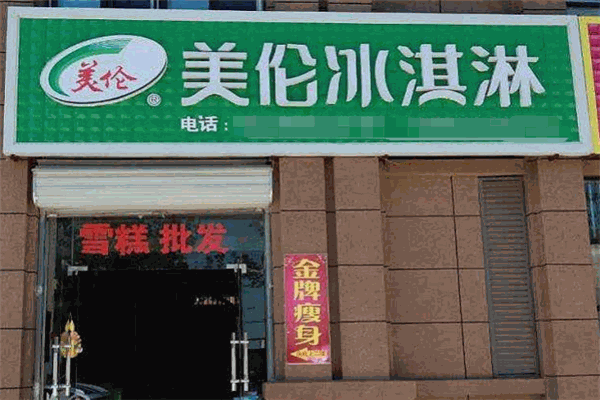 美伦
®
美伦冰淇淋
电话：
雪糕 批发
金牌瘦身